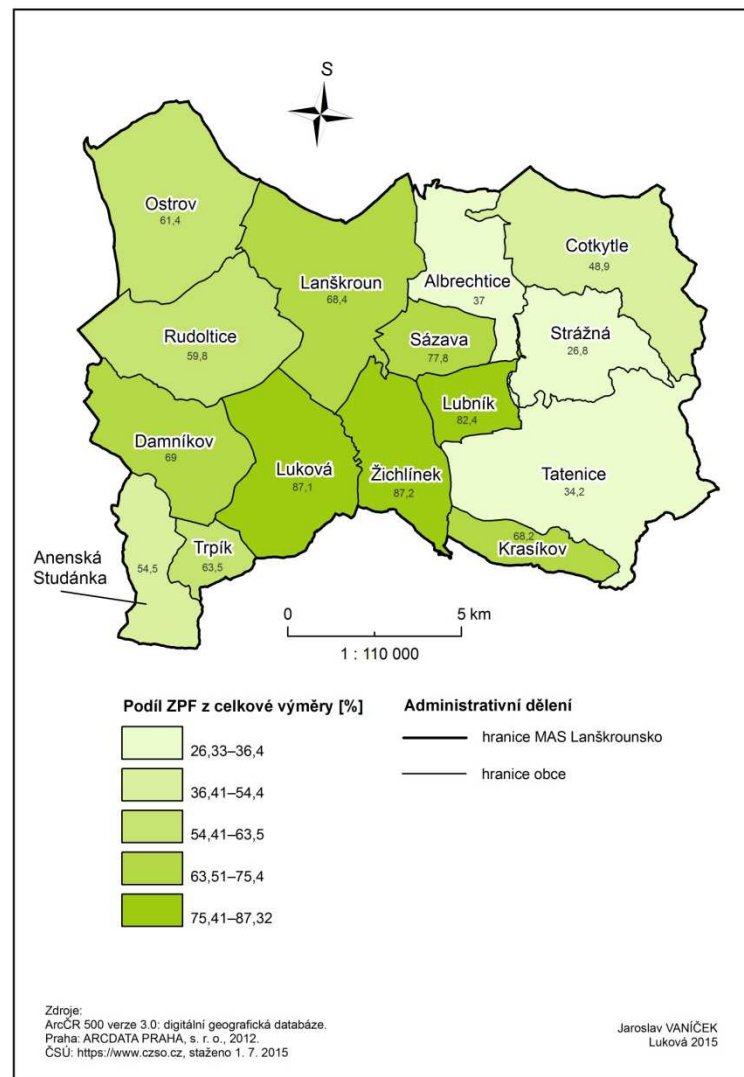 S
Ostrov
61,4
Lanškroun
68,4
Albrechtice
37
Cotkytle
48,9
Rudoltice
59,8
Sázava
77,8
Strážná
26,8
Damníkov
69
Luková
87,1
Žichlínek
87,2
Lubník
82,4
Tatenice
34,2
Anenská
Studánka
54,5
Trpík
63,5
68,2
Krasíkov
0 5 km
1 : 110 000
Podíl ZPF z celkové výměry [%]
26,33–36,4
36,41–54,4
54,41–63,5
63,51–75,4
75,41–87,32
Administrativní dělení
hranice MAS Lanškrounsko
hranice obce
Zdroje:
ArcČR 500 verze 3.0: digitální geografická databáze.
Praha: ARCDATA PRAHA, s. r. o., 2012.
ČSÚ: https://www.czso.cz, staženo 1. 7. 2015
Jaroslav VANÍČEK
Luková 2015